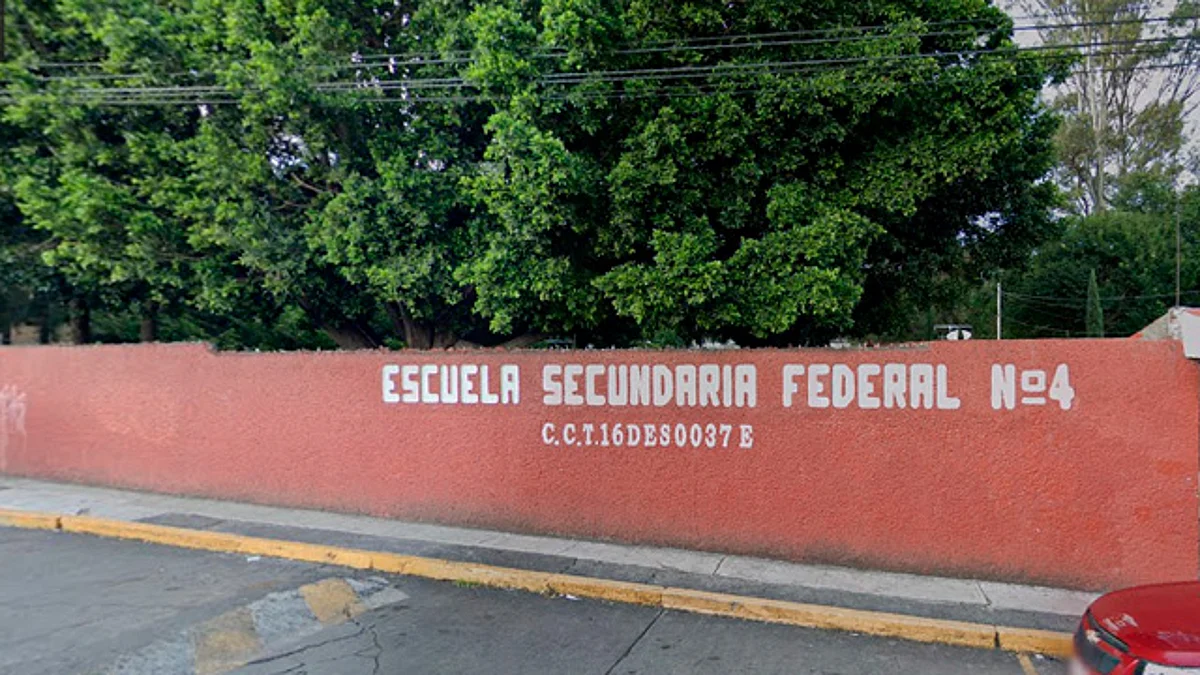 ESCUELA SECUNDARIA FEDERAL Nº4
C.C.T.16DES0037E